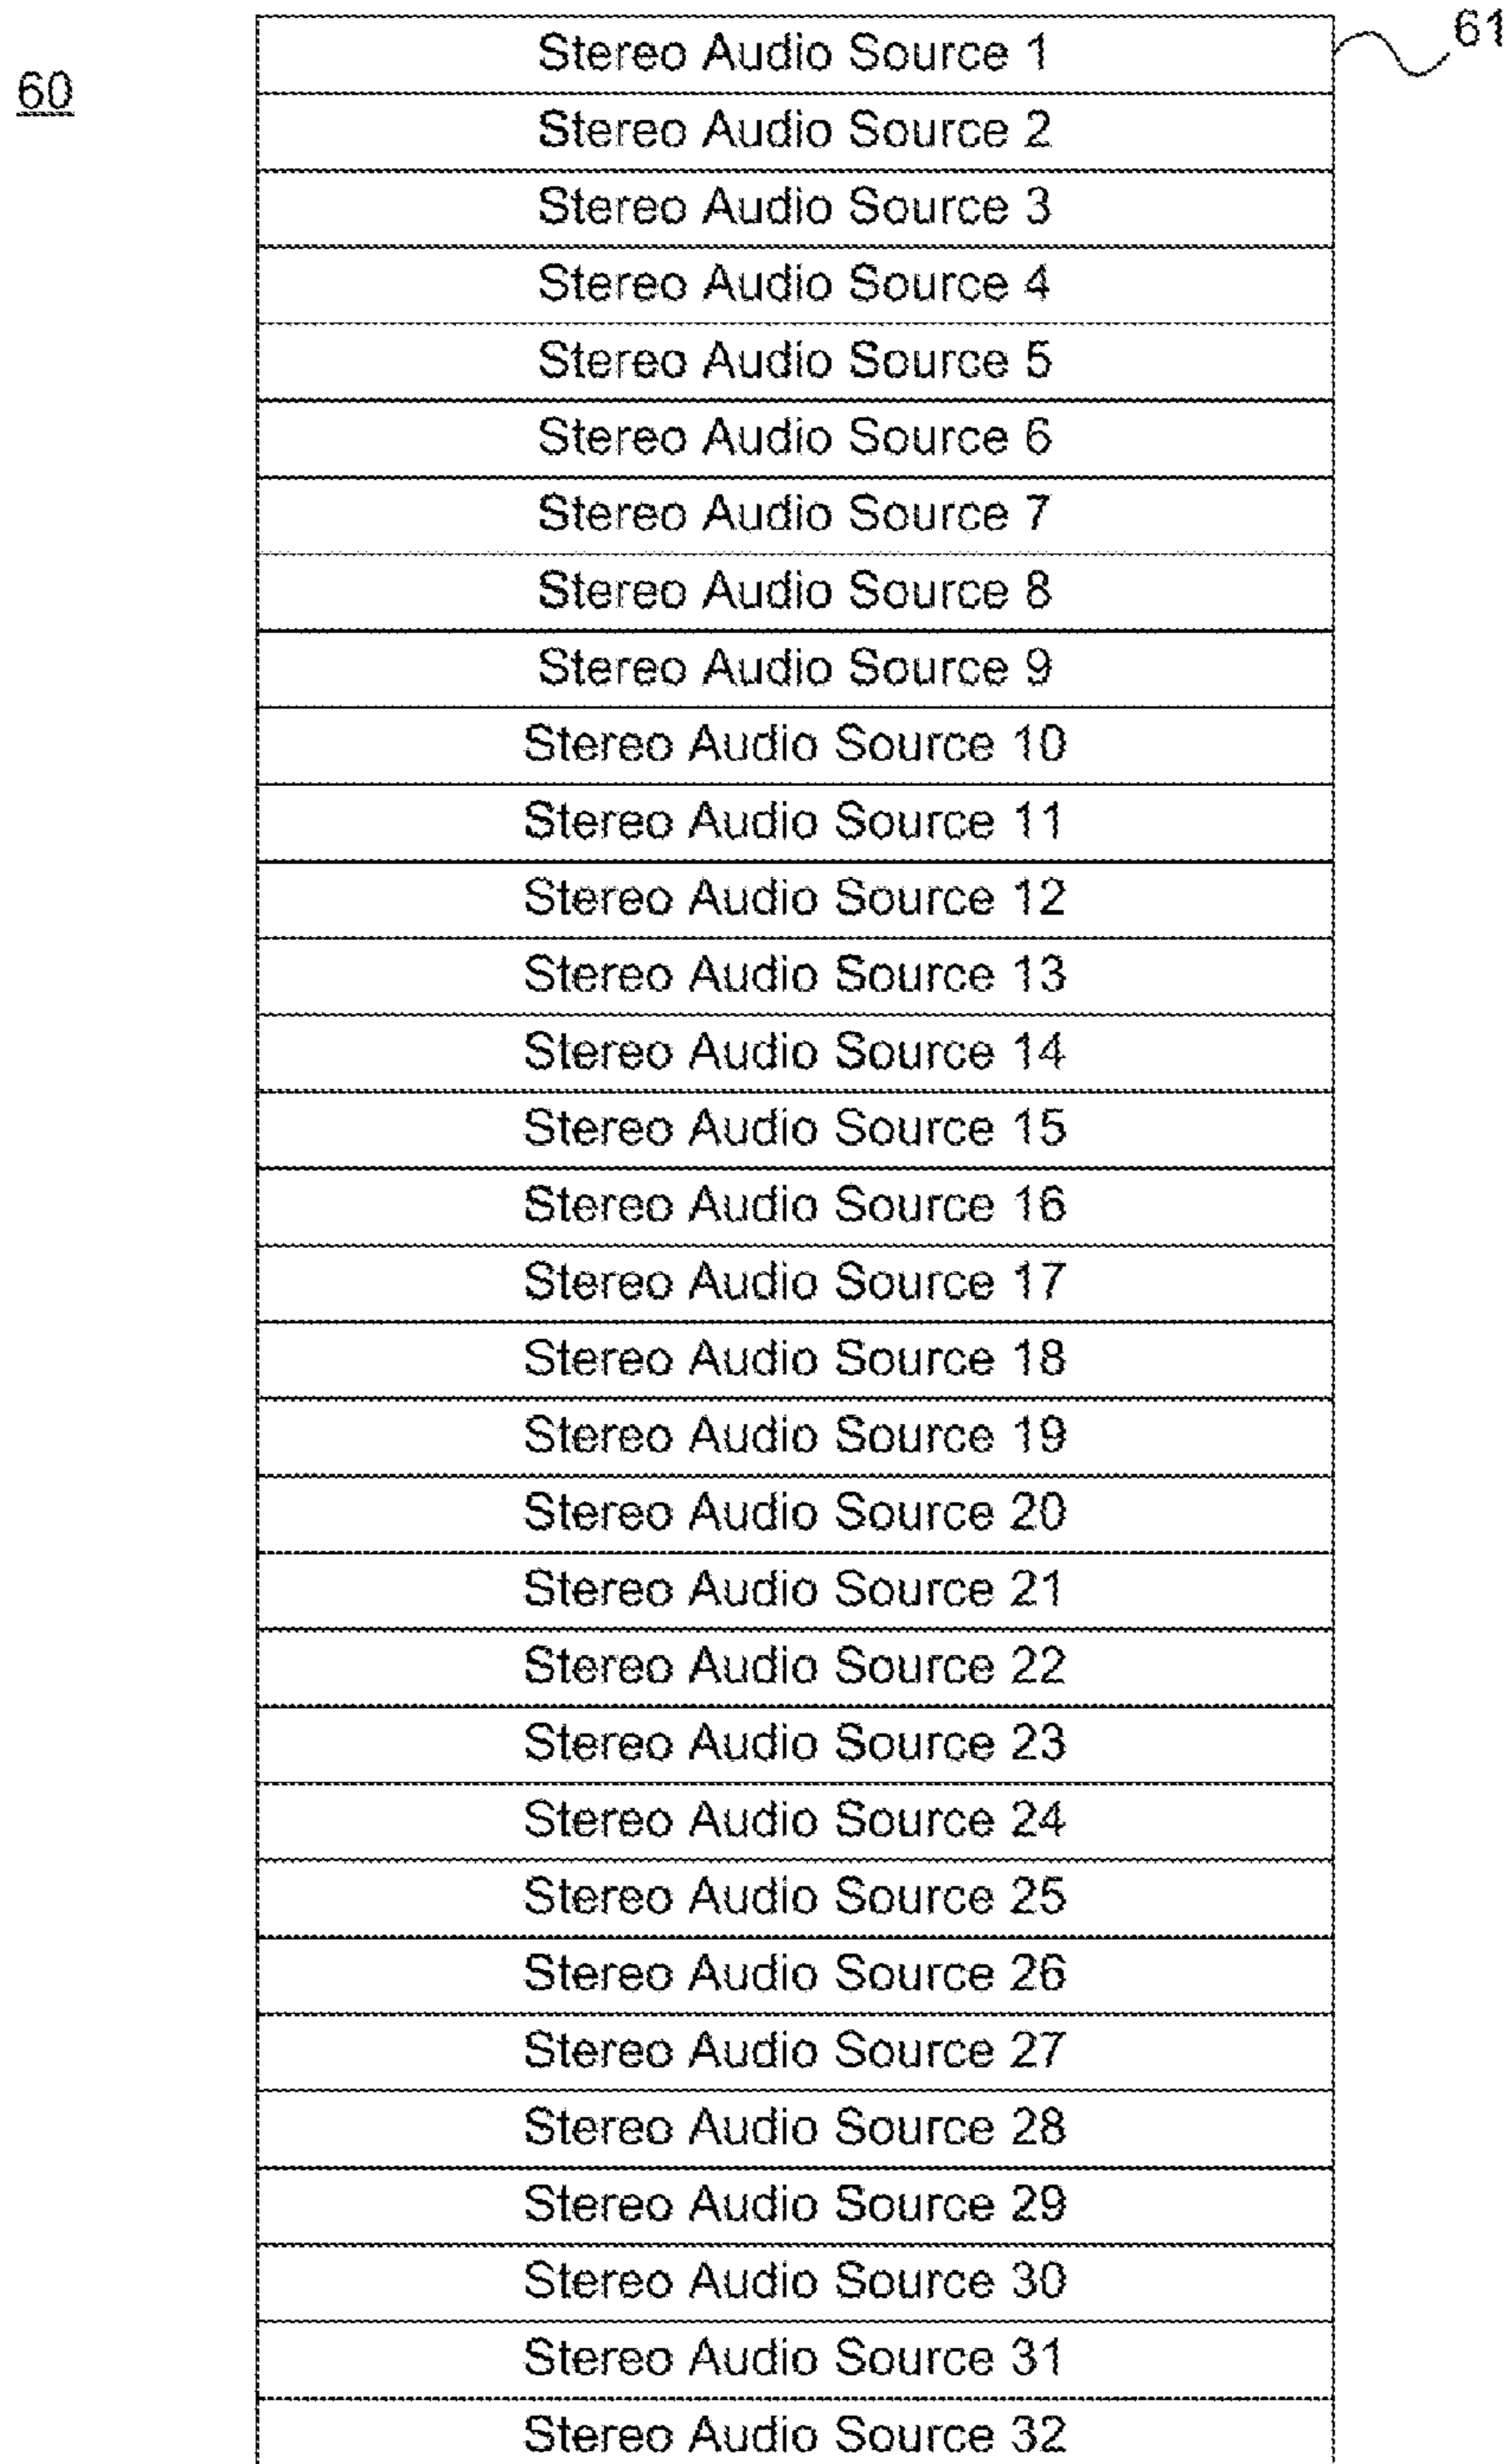 Stereo Audio Source 1
61
60
Stereo Audio Source 2
Stereo Audio Source 3
Stereo Audio Source 4
Stereo Audio Source 5
Stereo Audio Source 6
Stereo Audio Source 7
Stereo Audio Source 8
Stereo Audio Source 9
Stereo Audio Source 10
Stereo Audio Source 11
Stereo Audio Source 12
Stereo Audio Source 13
Stereo Audio Source 14
Stereo Audio Source 15
Stereo Audio Source 16
Stereo Audio Source 17
Stereo Audio Source 18
Stereo Audio Source 19
Stereo Audio Source 20
Stereo Audio Source 21
Stereo Audio Source 22
Stereo Audio Source 23
Stereo Audio Source 24
Stereo Audio Source 25
Stereo Audio Source 26
Stereo Audio Source 27
Stereo Audio Source 28
Stereo Audio Source 29
Stereo Audio Source 30
Stereo Audio Source 31
Stereo Audio Source 32